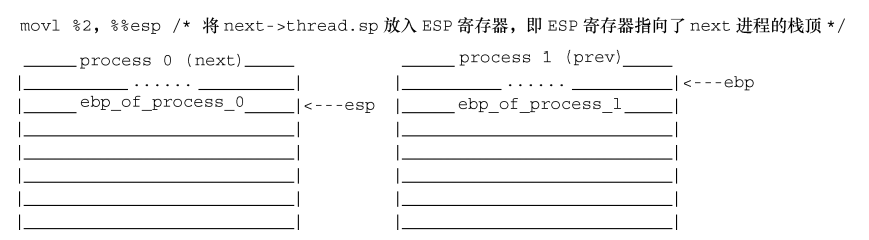 movl %2, %%esp /* 将 next->thread.sp 放入 ESP 寄存器，即 ESP 寄存器指向了 next 进程的栈顶 */
______process 0 (next)______ ______process 1 (prev)______
|____________......__________| |____________......__________| <---ebp
|______ebp_of_process_0______|<---esp |______ebp_of_process_1______|
|____________________________| |____________________________|
|____________________________| |____________________________|
|____________________________| |____________________________|
|____________________________| |____________________________|
|____________________________| |____________________________|